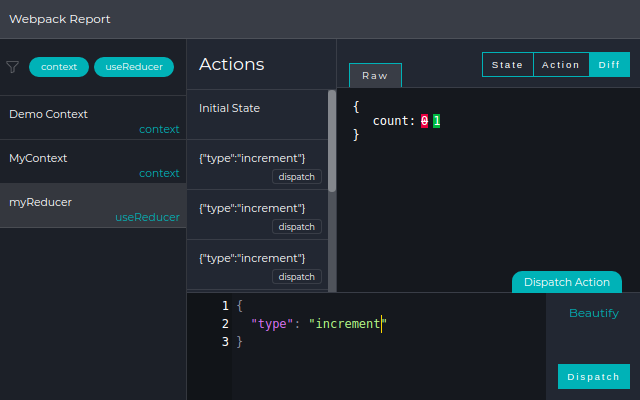 Webpack Report
context useReducer
Demo Context
context
MyContext
context
myReducer
useReducer
Actions
Initial State
{"type":"increment"}
dispatch
{"type":"increment"}
dispatch
{"type":"increment"}
dispatch
Raw
State Action Diff
{
count: 0 1
}
Dispatch Action
1 {
2 "type": "increment"
3 }
Beautify
Dispatch